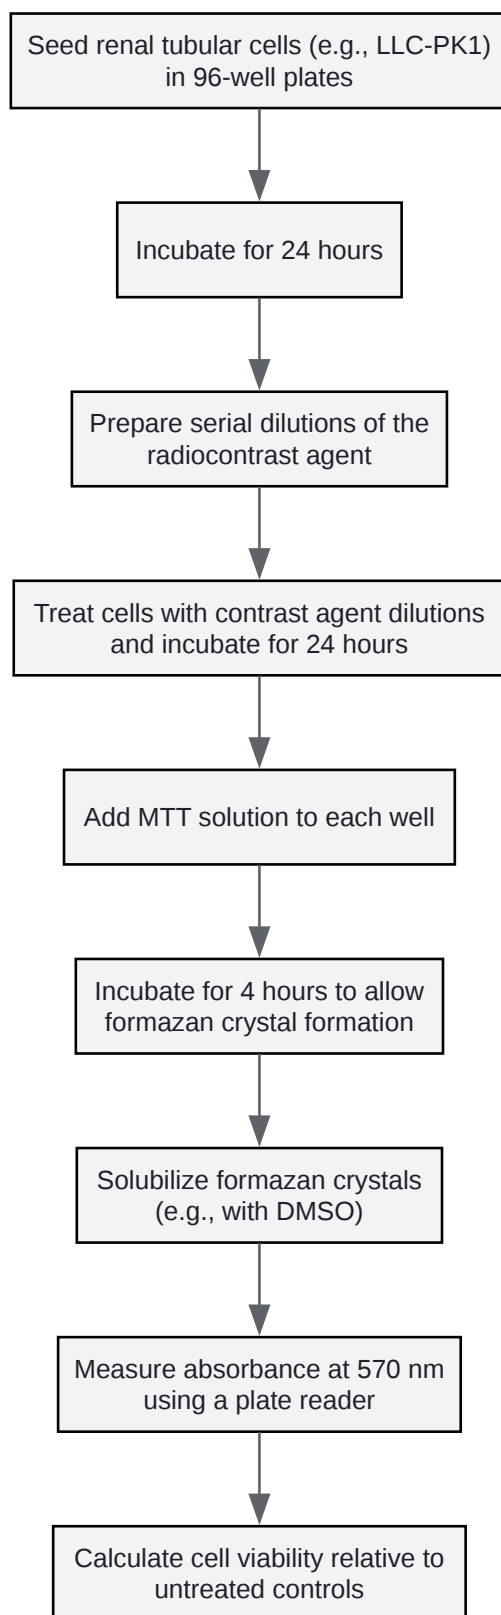 Seed renal tubular cells (e.g., LLC-PK1)
in 96-well plates
Incubate for 24 hours
Prepare serial dilutions of the
radiocontrast agent
Treat cells with contrast agent dilutions
and incubate for 24 hours
Add MTT solution to each well
Incubate for 4 hours to allow
formazan crystal formation
Solubilize formazan crystals
(e.g., with DMSO)
Measure absorbance at 570 nm
using a plate reader
Calculate cell viability relative to
untreated controls